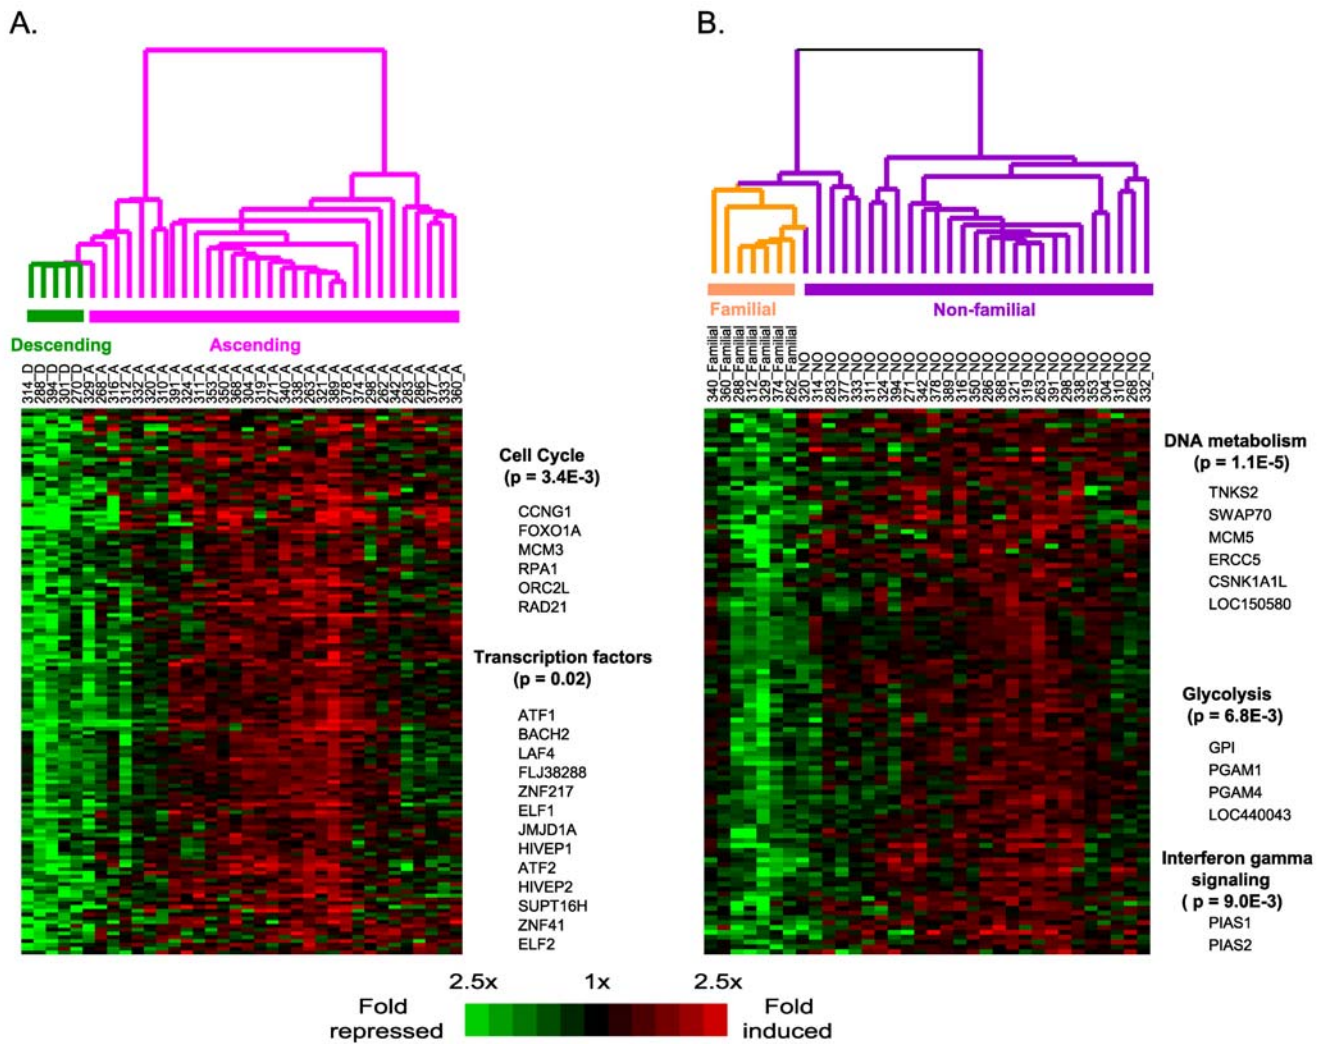 A.
Descending
Ascending
314_D
288_D
394_D
301_D
270_D
329_A
268_A
316_A
312_A
332_A
320_A
310_A
391_A
324_A
311_A
353_A
350_A
368_A
304_A
319_A
271_A
340_A
338_A
263_A
321_A
389_A
378_A
374_A
298_A
262_A
342_A
283_A
286_A
377_A
333_A
360_A
Cell Cycle
(p = 3.4E-3)
CCNG1
FOXO1A
MCM3
RPA1
ORC2L
RAD21
Transcription factors
(p = 0.02)
ATF1
BACH2
LAF4
FLJ38288
ZNF217
ELF1
JMJD1A
HIVEP1
ATF2
HIVEP2
SUPT16H
ZNF41
ELF2
B.
Familial
Non-familial
340_Familial
360_Familial
288_Familial
312_Familial
329_Familial
374_Familial
262_Familial
320_NO
314_NO
283_NO
377_NO
333_NO
311_NO
324_NO
394_NO
271_NO
342_NO
378_NO
389_NO
316_NO
350_NO
286_NO
368_NO
321_NO
319_NO
263_NO
391_NO
298_NO
338_NO
353_NO
304_NO
310_NO
268_NO
332_NO
DNA metabolism
(p = 1.1E-5)
TNKS2
SWAP70
MCM5
ERCC5
CSNK1A1L
LOC150580
Glycolysis
(p = 6.8E-3)
GPI
PGAM1
PGAM4
LOC440043
Interferon gamma
signaling
( p = 9.0E-3)
PIAS1
PIAS2
2.5x 1x 2.5x
Fold
repressed
Fold
induced